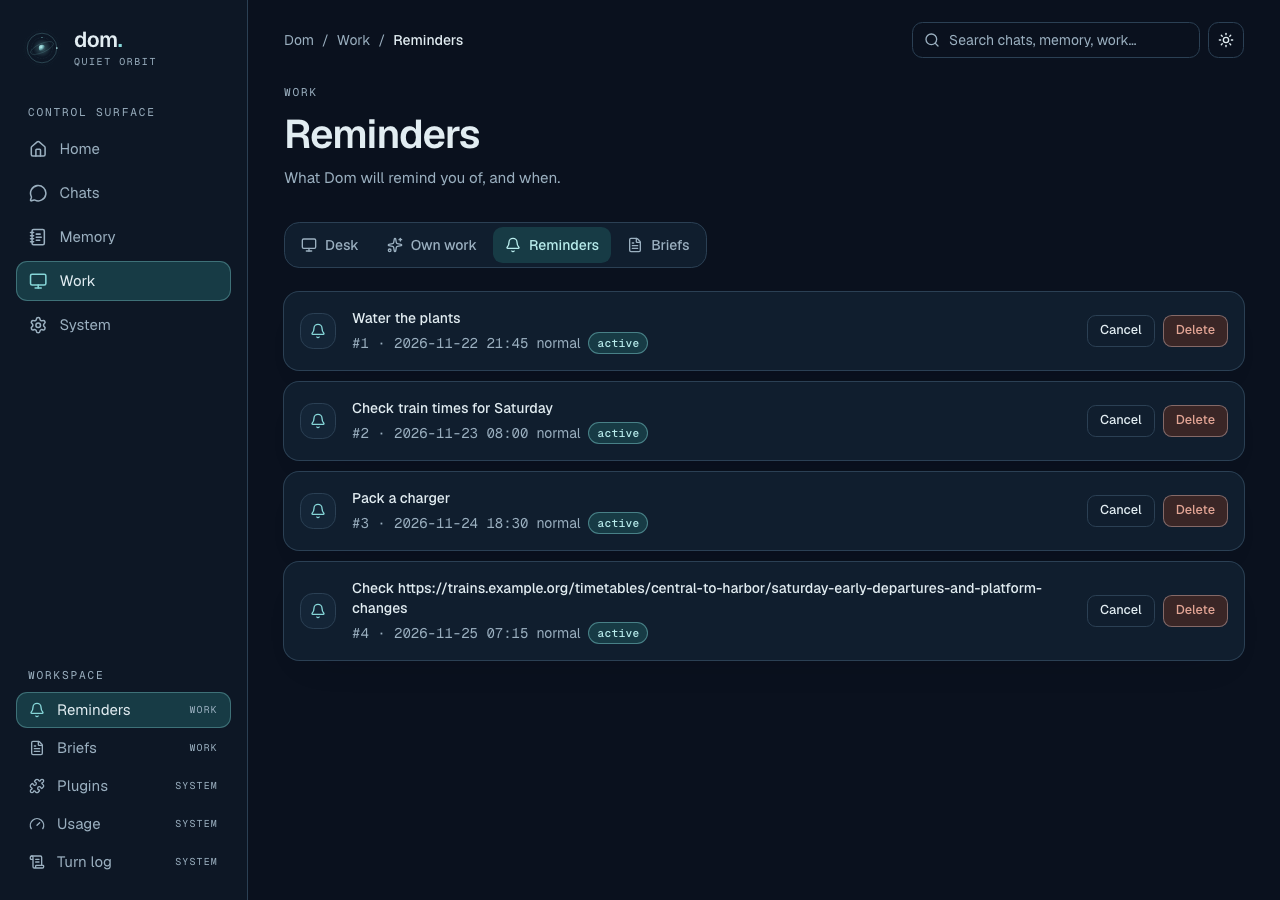 dom.
QUIET ORBIT
CONTROL SURFACE
Home
Chats
Memory
Work
System
WORKSPACE
Reminders WORK
Briefs WORK
Plugins SYSTEM
Usage SYSTEM
Turn log SYSTEM
Dom / Work / Reminders
Search chats, memory, work…
WORK
Reminders
What Dom will remind you of, and when.
Desk Own work Reminders Briefs
Water the plants
#1 · 2026-11-22 21:45 normal active
Cancel Delete
Check train times for Saturday
#2 · 2026-11-23 08:00 normal active
Cancel Delete
Pack a charger
#3 · 2026-11-24 18:30 normal active
Cancel Delete
Check https://trains.example.org/timetables/central-to-harbor/saturday-early-departures-and-platform-
changes
#4 · 2026-11-25 07:15 normal active
Cancel Delete